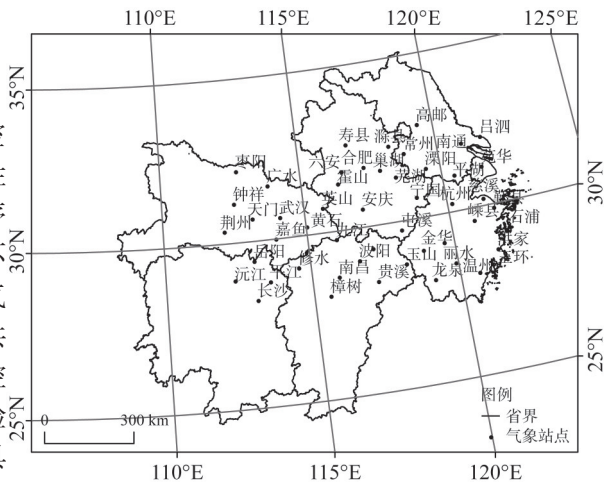 110°E
115°E
120°E
125°E
35°N
30°N
25°N
高邮
吕泗
寿县
滁县
常州
南通
枣阳
六安
合肥
巢湖
溧阳
平湖
广水
霍山
芜湖
宁国
杭州
慈溪
钟祥
英山
安庆
嵊县
天门
武汉
石浦
荆州
黄石
屯溪
嘉鱼
金华
岳阳
修水
玉山
丽水
沅江
平江
南昌
贵溪
龙泉
温州
长沙
樟树
30°N
25°N
图例
省界
气象站点
0
300 km
110°E
115°E
120°E